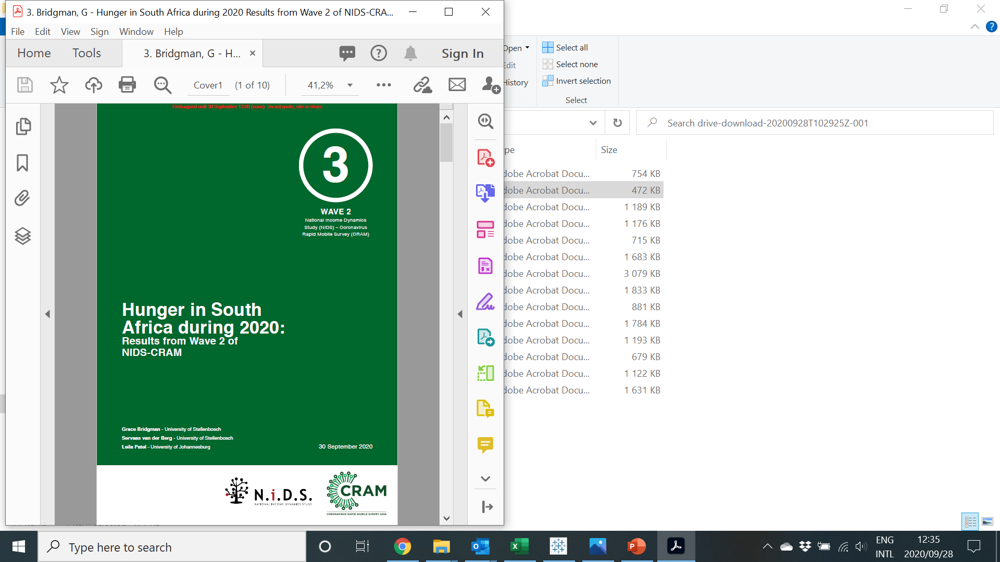 3. Bridgman, G - Hunger in South Africa during 2020 Results from Wave 2 of NIDS-CRA...
File Edit View Sign Window Help
Home Tools 3. Bridgman, G - H... Sign In
Cover1 (1 of 10) 41,2%
Embargoed until 30 September 12:00 (noon). Do not quote, cite or share.
3
WAVE 2
National Income Dynamics
Study (NIDS) – Coronavirus
Rapid Mobile Survey (CRAM)
Hunger in South
Africa during 2020:
Results from Wave 2 of
NIDS-CRAM
Grace Bridgman - University of Stellenbosch
Servaas van der Berg - University of Stellenbosch
Leila Patel - University of Johannesburg
30 September 2020
N.i.D.S.
NATIONAL INCOME DYNAMICS STUDY
CRAM
CORONAVIRUS RAPID MOBILE SURVEY 2020
Open
Edit
History
Select all
Select none
Invert selection
Select
Search drive-download-20200928T102925Z-001
pe Size
dobe Acrobat Docu... 754 KB
dobe Acrobat Docu... 472 KB
dobe Acrobat Docu... 1 189 KB
dobe Acrobat Docu... 1 176 KB
dobe Acrobat Docu... 715 KB
dobe Acrobat Docu... 1 683 KB
dobe Acrobat Docu... 3 079 KB
dobe Acrobat Docu... 1 833 KB
dobe Acrobat Docu... 881 KB
dobe Acrobat Docu... 1 784 KB
dobe Acrobat Docu... 1 193 KB
dobe Acrobat Docu... 679 KB
dobe Acrobat Docu... 1 122 KB
dobe Acrobat Docu... 1 631 KB
Type here to search
ENG
INTL
12:35
2020/09/28